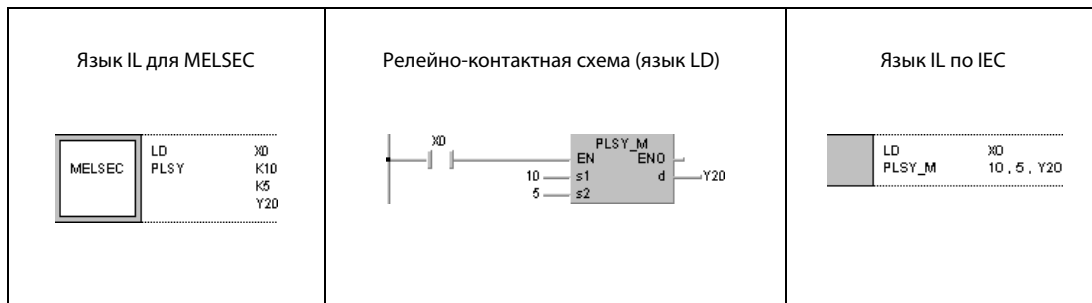 Язык IL для MELSEC
MELSEC
LD X0
PLSY K10
K5
Y20
Релейно-контактная схема (язык LD)
X0
PLSY_M
EN ENO
10 s1 d Y20
5 s2
Язык IL по IEC
LD X0
PLSY_M 10 , 5 , Y20